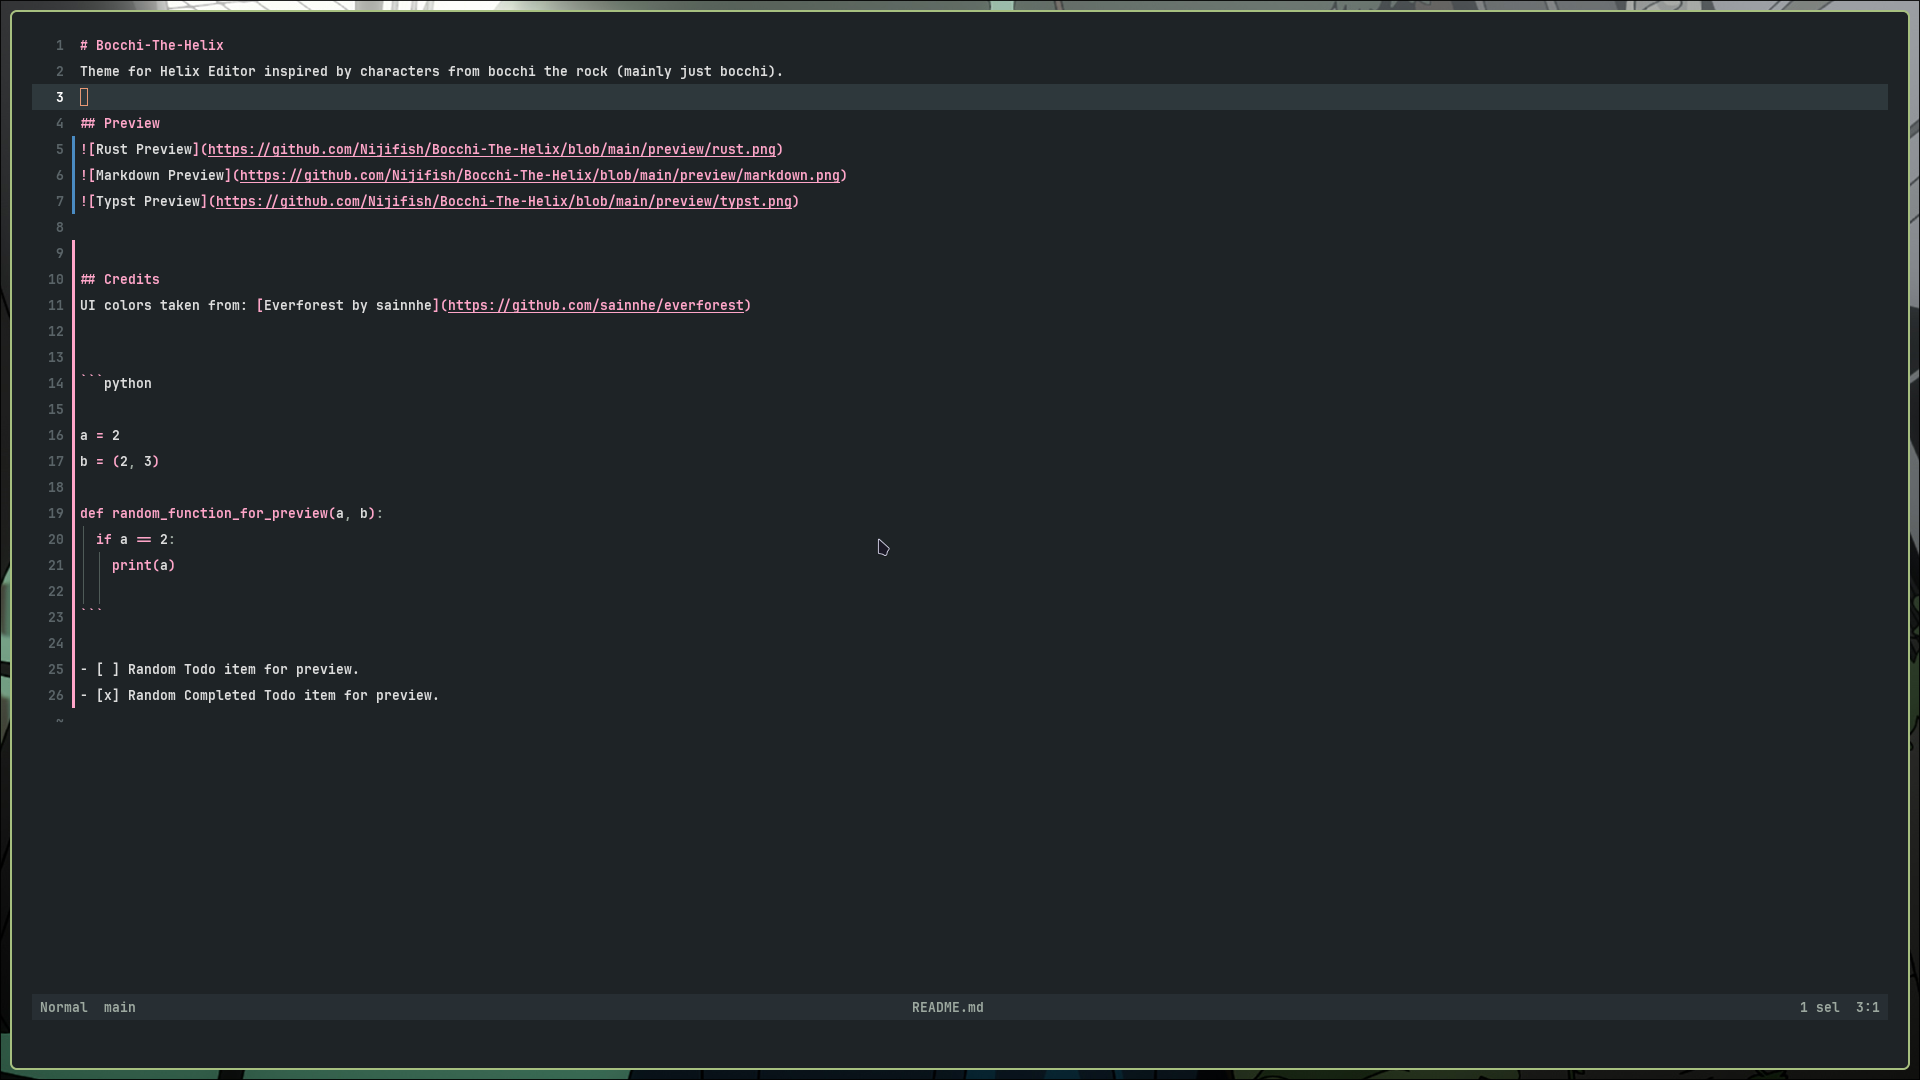 1 # Bocchi-The-Helix
2 Theme for Helix Editor inspired by characters from bocchi the rock (mainly just bocchi).
3
4 ## Preview
5 ![Rust Preview](https://github.com/Nijifish/Bocchi-The-Helix/blob/main/preview/rust.png)
6 ![Markdown Preview](https://github.com/Nijifish/Bocchi-The-Helix/blob/main/preview/markdown.png)
7 ![Typst Preview](https://github.com/Nijifish/Bocchi-The-Helix/blob/main/preview/typst.png)
8
9
10 ## Credits
11 UI colors taken from: [Everforest by sainnhe](https://github.com/sainnhe/everforest)
12
13
14 ```python
15
16 a = 2
17 b = (2, 3)
18
19 def random_function_for_preview(a, b):
20   if a == 2:
21     print(a)
22
23 ```
24
25 - [ ] Random Todo item for preview.
26 - [x] Random Completed Todo item for preview.
~
Normal main README.md 1 sel 3:1